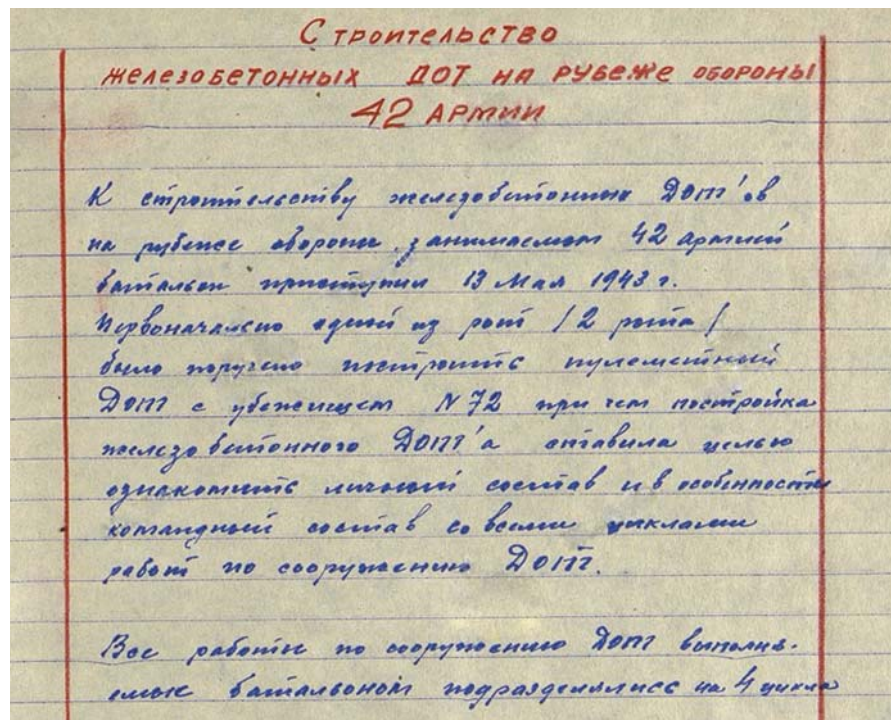 Строительство
железобетонных ДОТ на рубеже обороны
42 армии
К строительству железобетонных Дот'ов
на рубеже обороны занимаемом 42 армией
батальон приступил 13 мая 1943 г.
Первоначально одной из рот /2 рота/
было поручено построить пулеметный
Дот с убежищем N 72 при чем постройка
железобетонного Дот'а ставила целью
ознакомить личный состав и в особенности
командный состав со всеми циклами
работ по сооружению Дот.
Все работы по сооружению Дот выполня-
емые батальоном подразделялись на 4 цикла